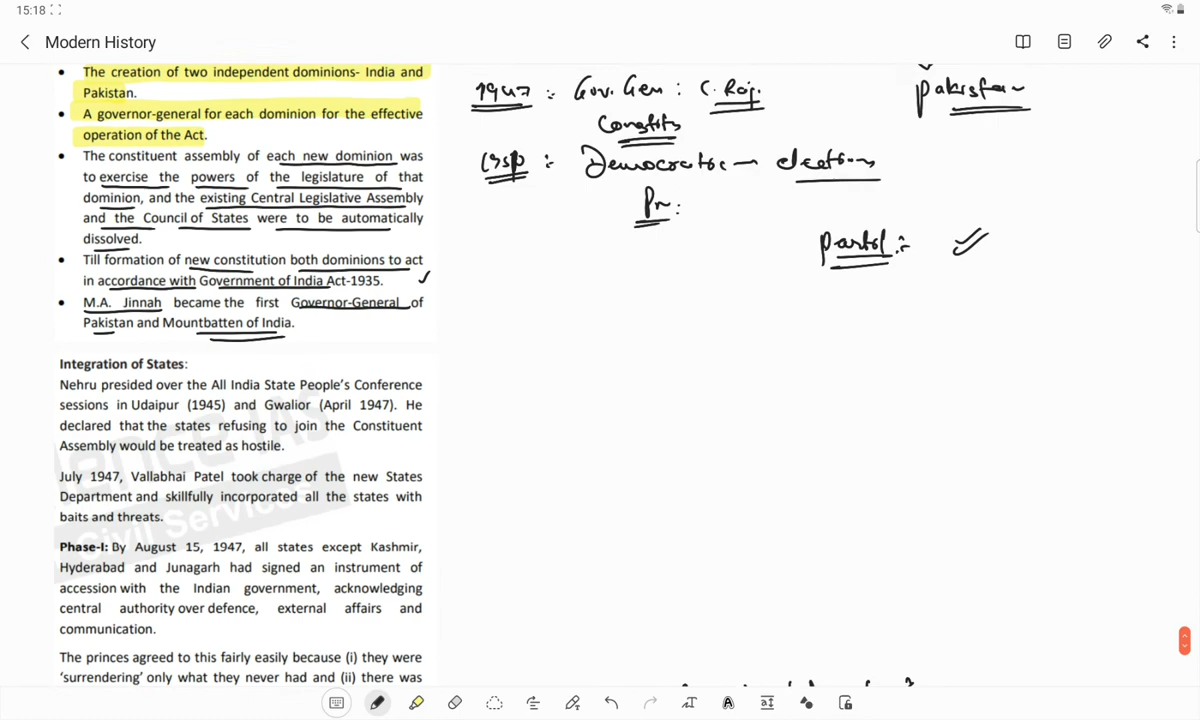 15:18
Modern History
• The creation of two independent dominions- India and
Pakistan.
• A governor-general for each dominion for the effective
operation of the Act.
• The constituent assembly of each new dominion was
to exercise the powers of the legislature of that
dominion, and the existing Central Legislative Assembly
and the Council of States were to be automatically
dissolved.
• Till formation of new constitution both dominions to act
in accordance with Government of India Act-1935.
• M.A. Jinnah became the first Governor-General of
Pakistan and Mountbatten of India.
Integration of States:
Nehru presided over the All India State People's Conference
sessions in Udaipur (1945) and Gwalior (April 1947). He
declared that the states refusing to join the Constituent
Assembly would be treated as hostile.
July 1947, Vallabhai Patel took charge of the new States
Department and skillfully incorporated all the states with
baits and threats.
Phase-I: By August 15, 1947, all states except Kashmir,
Hyderabad and Junagarh had signed an instrument of
accession with the Indian government, acknowledging
central authority over defence, external affairs and
communication.
The princes agreed to this fairly easily because (i) they were
'surrendering' only what they never had and (ii) there was
1947 : Gov. Gen : C. Raj.
Pakistan
Democratic — elections
Civil Services